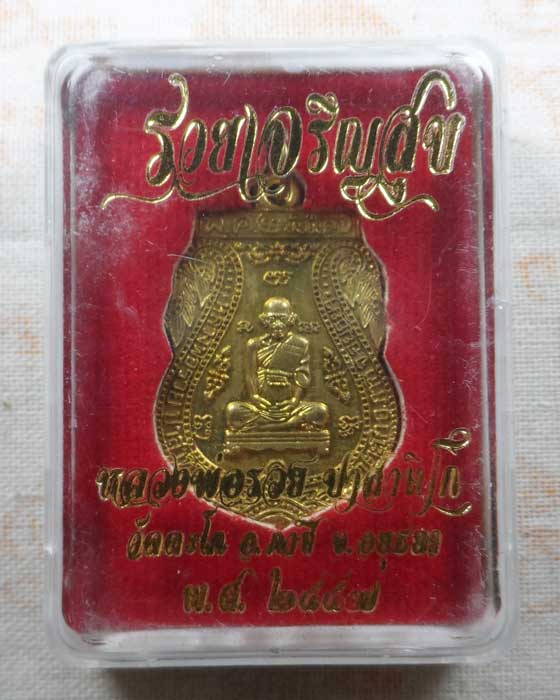 รวยเจริญสุข
หลวงพ่อรวย ปาสาทิโก
วัดตะโก อ.ภาชี จ.อยุธยา
พ.ศ. ๒๕๕๗